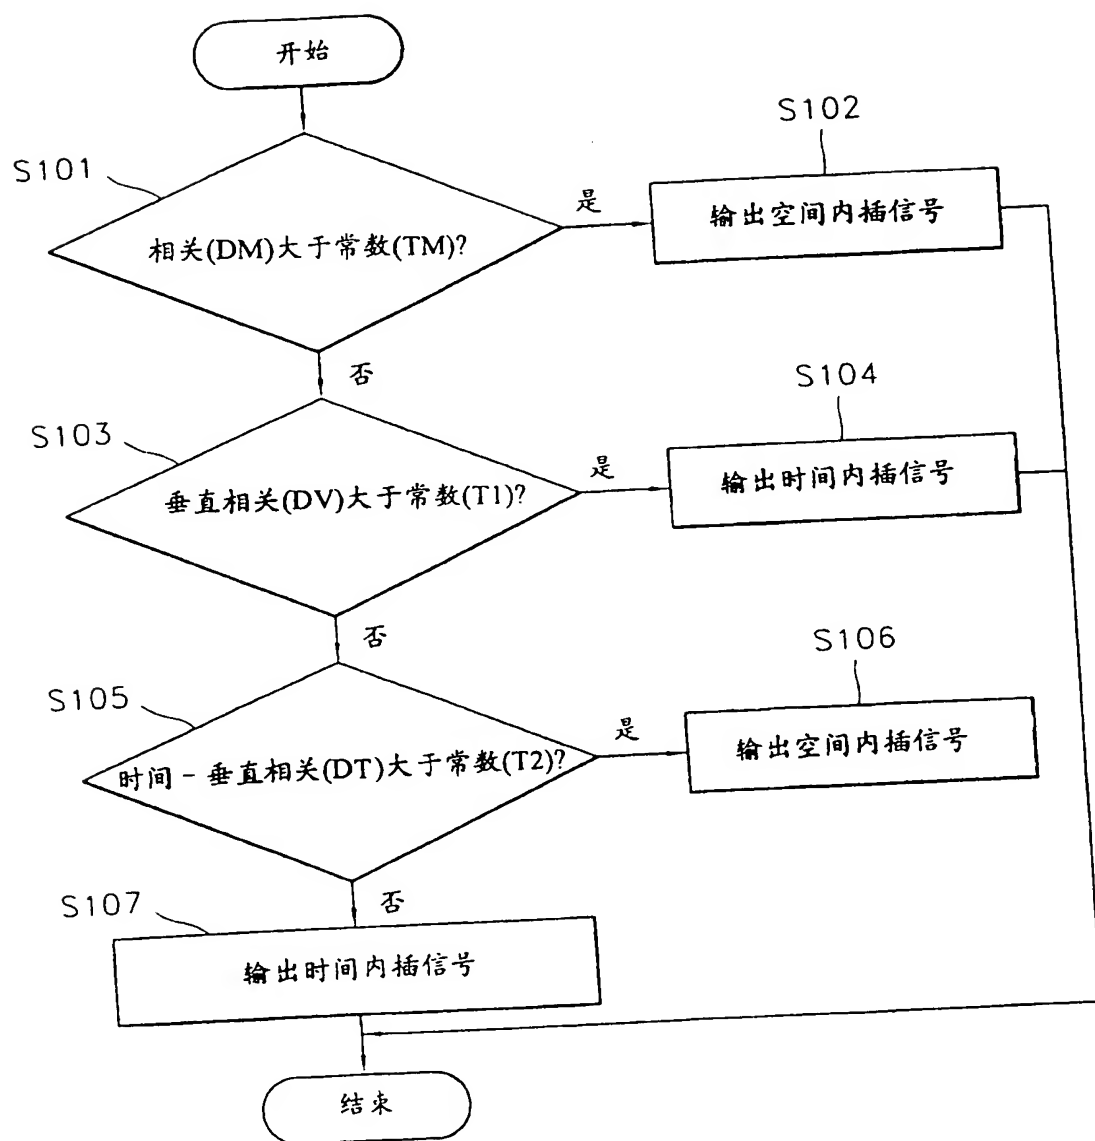 开始
S101
相关(DM)大于常数(TM)?
是
S102
输出空间内插信号
否
S103
垂直相关(DV)大于常数(T1)?
是
S104
输出时间内插信号
否
S105
时间-垂直相关(DT)大于常数(T2)?
是
S106
输出空间内插信号
否
S107
输出时间内插信号
结束